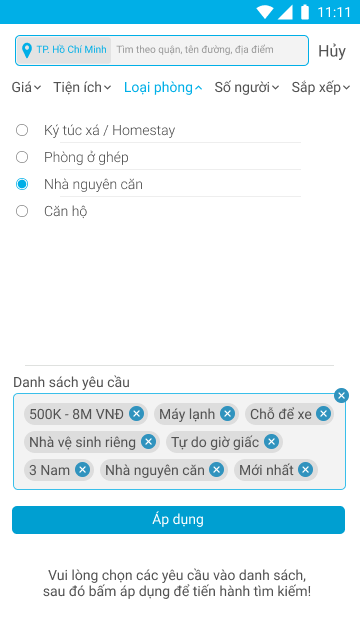 11:11
TP. Hồ Chí Minh Tìm theo quận, tên đường, địa điểm Hủy
Giá Tiện ích Loại phòng Số người Sắp xếp
Ký túc xá / Homestay
Phòng ở ghép
Nhà nguyên căn
Căn hộ
Danh sách yêu cầu
500K - 8M VNĐ Máy lạnh Chỗ để xe
Nhà vệ sinh riêng Tự do giờ giấc
3 Nam Nhà nguyên căn Mới nhất
Áp dụng
Vui lòng chọn các yêu cầu vào danh sách,
sau đó bấm áp dụng để tiến hành tìm kiếm!